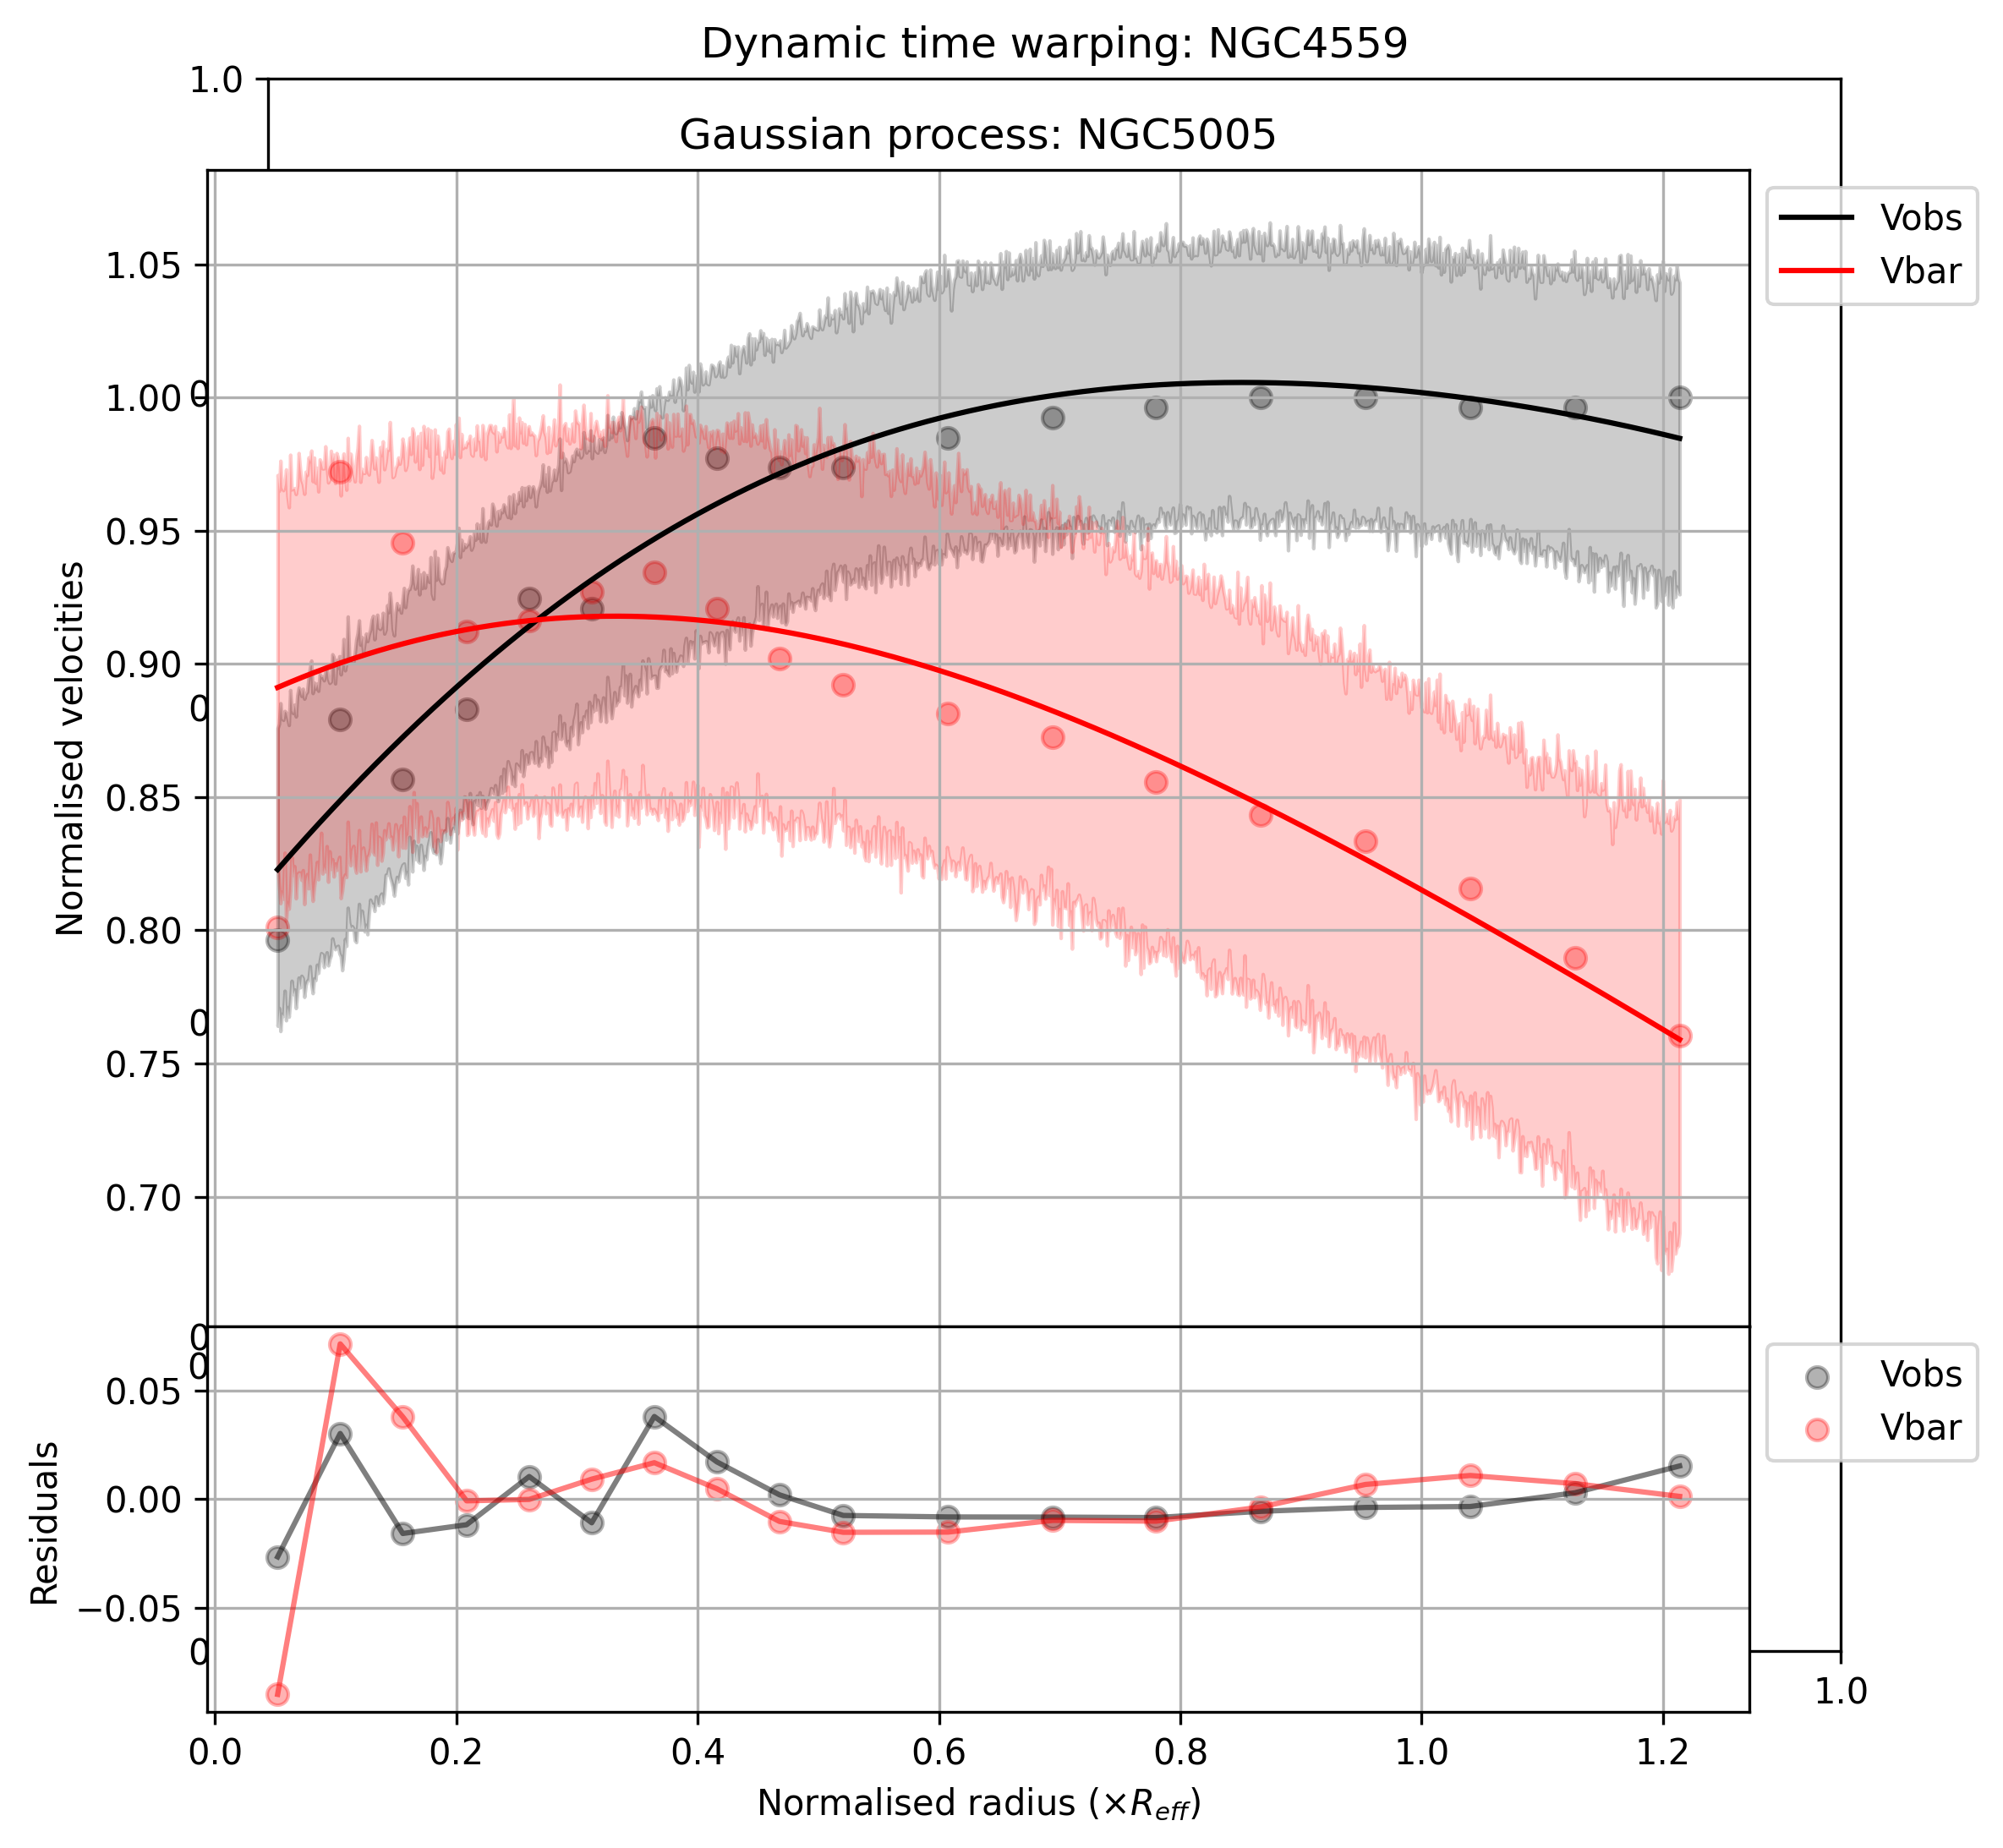 Dynamic time warping: NGC4559
1.0
Gaussian process: NGC5005
Vobs
Vbar
1.05
1.00
0
0.95
0.90
0
0.85
0.80
0
0.75
0.70
Normalised velocities
0
0
Vobs
Vbar
0.05
0.00
−0.05
0
Residuals
1.0
0.0 0.2 0.4 0.6 0.8 1.0 1.2
Normalised radius (×R_eff)